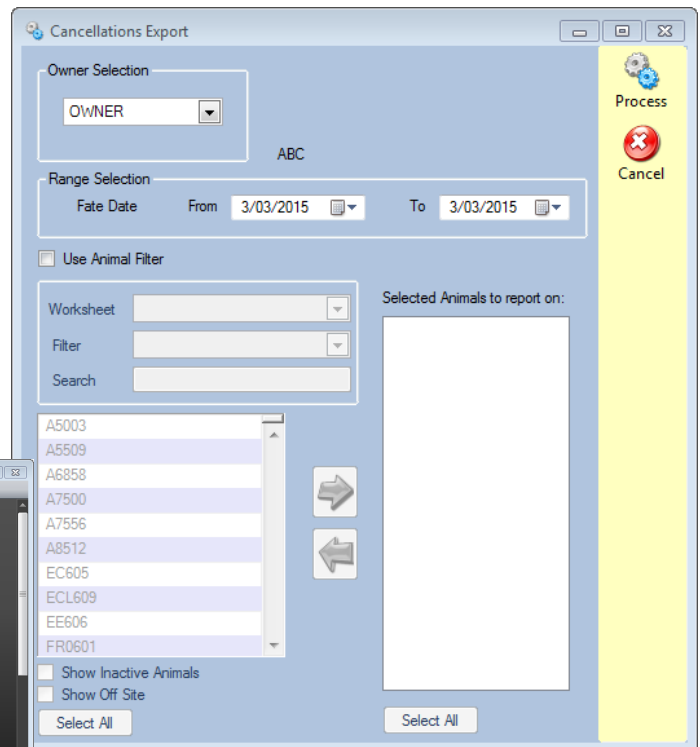 Cancellations Export
Owner Selection
OWNER
ABC
Process
Cancel
Range Selection
Fate Date From 3/03/2015 To 3/03/2015
Use Animal Filter
Worksheet
Filter
Search
Selected Animals to report on:
A5003
A5509
A6858
A7500
A7556
A8512
EC605
ECL609
EE606
FR0601
Show Inactive Animals
Show Off Site
Select All
Select All